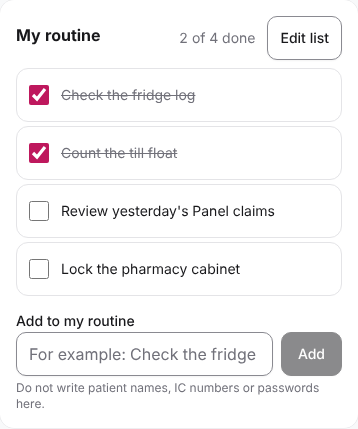 My routine
2 of 4 done
Edit list
Check the fridge log
Count the till float
Review yesterday's Panel claims
Lock the pharmacy cabinet
Add to my routine
For example: Check the fridge
Add
Do not write patient names, IC numbers or passwords
here.